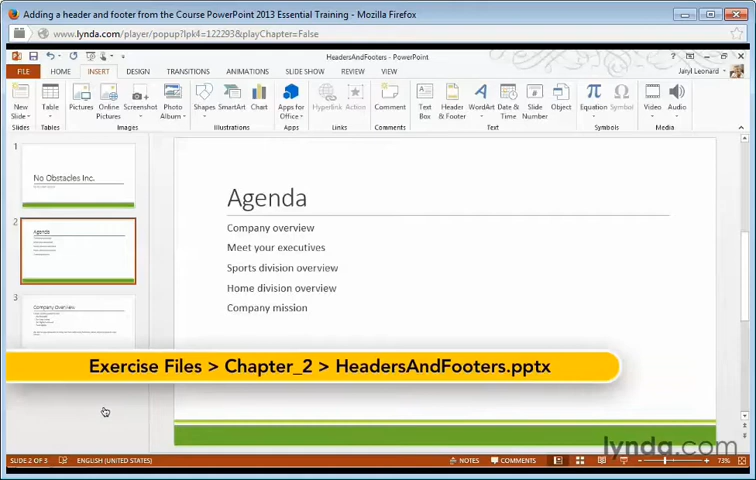 Adding a header and footer from the Course PowerPoint 2013 Essential Training - Mozilla Firefox
www.lynda.com/player/popup?lpk4=122293&playChapter=False
HeadersAndFooters - PowerPoint
FILE HOME INSERT DESIGN TRANSITIONS ANIMATIONS SLIDE SHOW REVIEW VIEW Jaryl Leonard
New Slide Table Pictures Online Pictures Screenshot Photo Album Shapes SmartArt Chart Apps for Office Hyperlink Action Comment Text Box Header & Footer WordArt Date & Time Slide Number Object Equation Symbol Video Audio
Slides Tables Images Illustrations Apps Links Comments Text Symbols Media
1
No Obstacles Inc.
2
Agenda
3
Company Overview
Agenda
Company overview
Meet your executives
Sports division overview
Home division overview
Company mission
Exercise Files > Chapter_2 > HeadersAndFooters.pptx
lynda.com
SLIDE 2 OF 3 ENGLISH (UNITED STATES) NOTES COMMENTS 73%